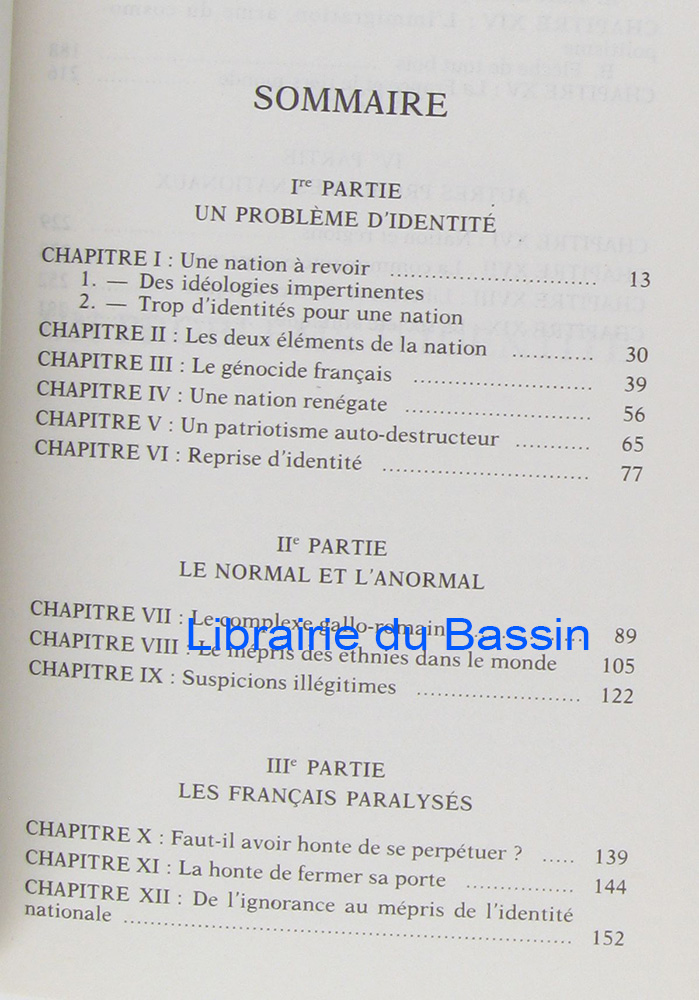 SOMMAIRE
Ire PARTIE
UN PROBLÈME D'IDENTITÉ
CHAPITRE I : Une nation à revoir .............................. 13
1. — Des idéologies impertinentes
2. — Trop d'identités pour une nation
CHAPITRE II : Les deux éléments de la nation ........... 30
CHAPITRE III : Le génocide français .......................... 39
CHAPITRE IV : Une nation renégate ........................... 56
CHAPITRE V : Un patriotisme auto-destructeur ........... 65
CHAPITRE VI : Reprise d'identité .............................. 77
IIe PARTIE
LE NORMAL ET L'ANORMAL
CHAPITRE VII : Le complexe gallo-romain ................ 89
Librairie du Bassin
CHAPITRE VIII : Le mépris des ethnies dans le monde 105
CHAPITRE IX : Suspicions illégitimes ........................ 122
IIIe PARTIE
LES FRANÇAIS PARALYSÉS
CHAPITRE X : Faut-il avoir honte de se perpétuer ? ..... 139
CHAPITRE XI : La honte de fermer sa porte ................ 144
CHAPITRE XII : De l'ignorance au mépris de l'identité
nationale ................................................................. 152